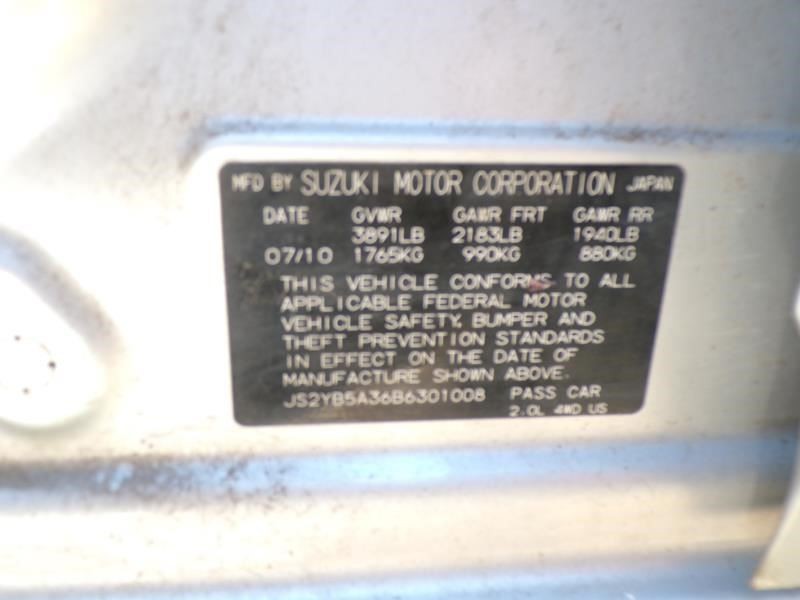 MFD BY SUZUKI MOTOR CORPORATION JAPAN
DATE GVWR GAWR FRT GAWR RR
3891LB 2183LB 1940LB
07/10 1765KG 990KG 880KG
THIS VEHICLE CONFORMS TO ALL
APPLICABLE FEDERAL MOTOR
VEHICLE SAFETY, BUMPER AND
THEFT PREVENTION STANDARDS
IN EFFECT ON THE DATE OF
MANUFACTURE SHOWN ABOVE.
JS2YB5A36B6301008 PASS CAR
2.0L 4WD US